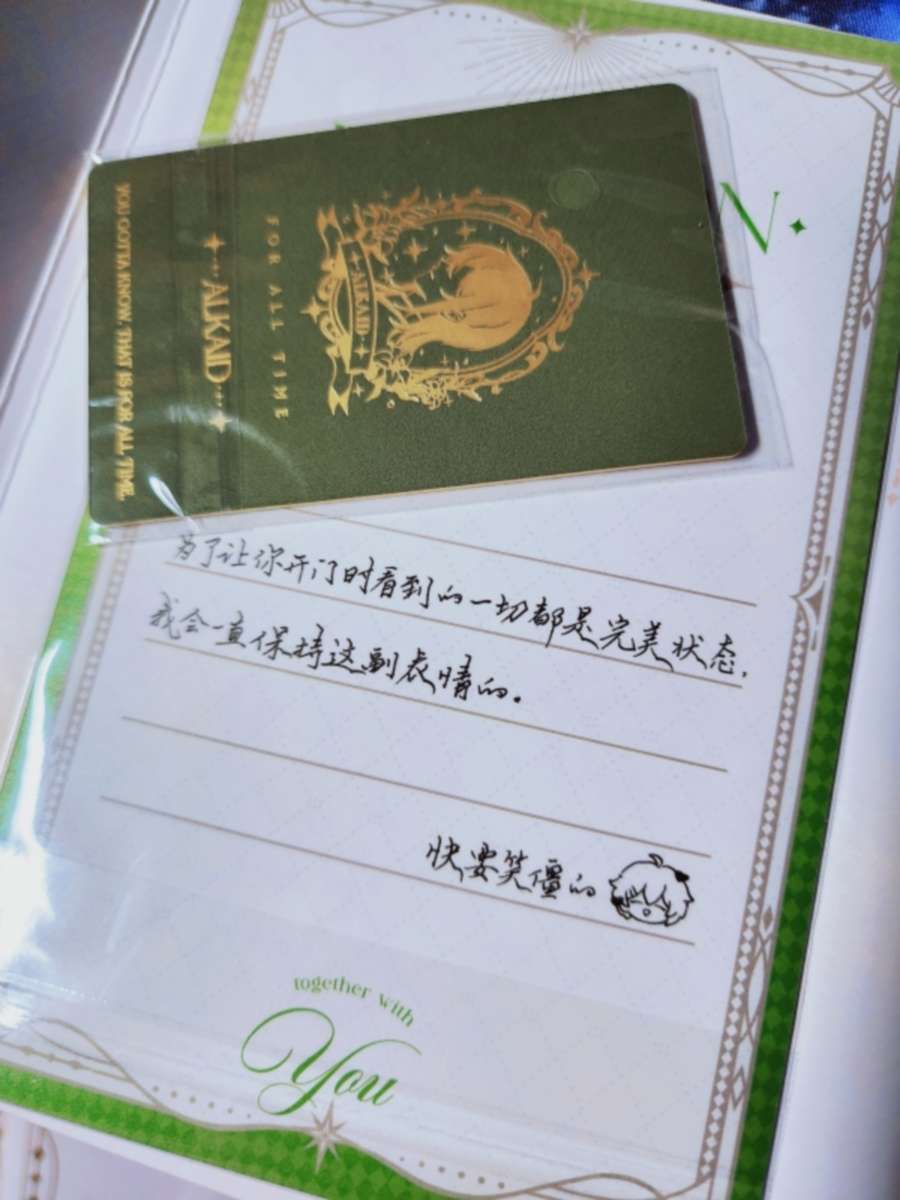 N
ALKAID
FOR ALL TIME
ALKAID
YOU GOTTA KNOW, THAT IS FOR ALL TIME.
为了让你开门时看到的一切都是完美状态,
我会一直保持这副表情的。
快要笑僵的
together with
You